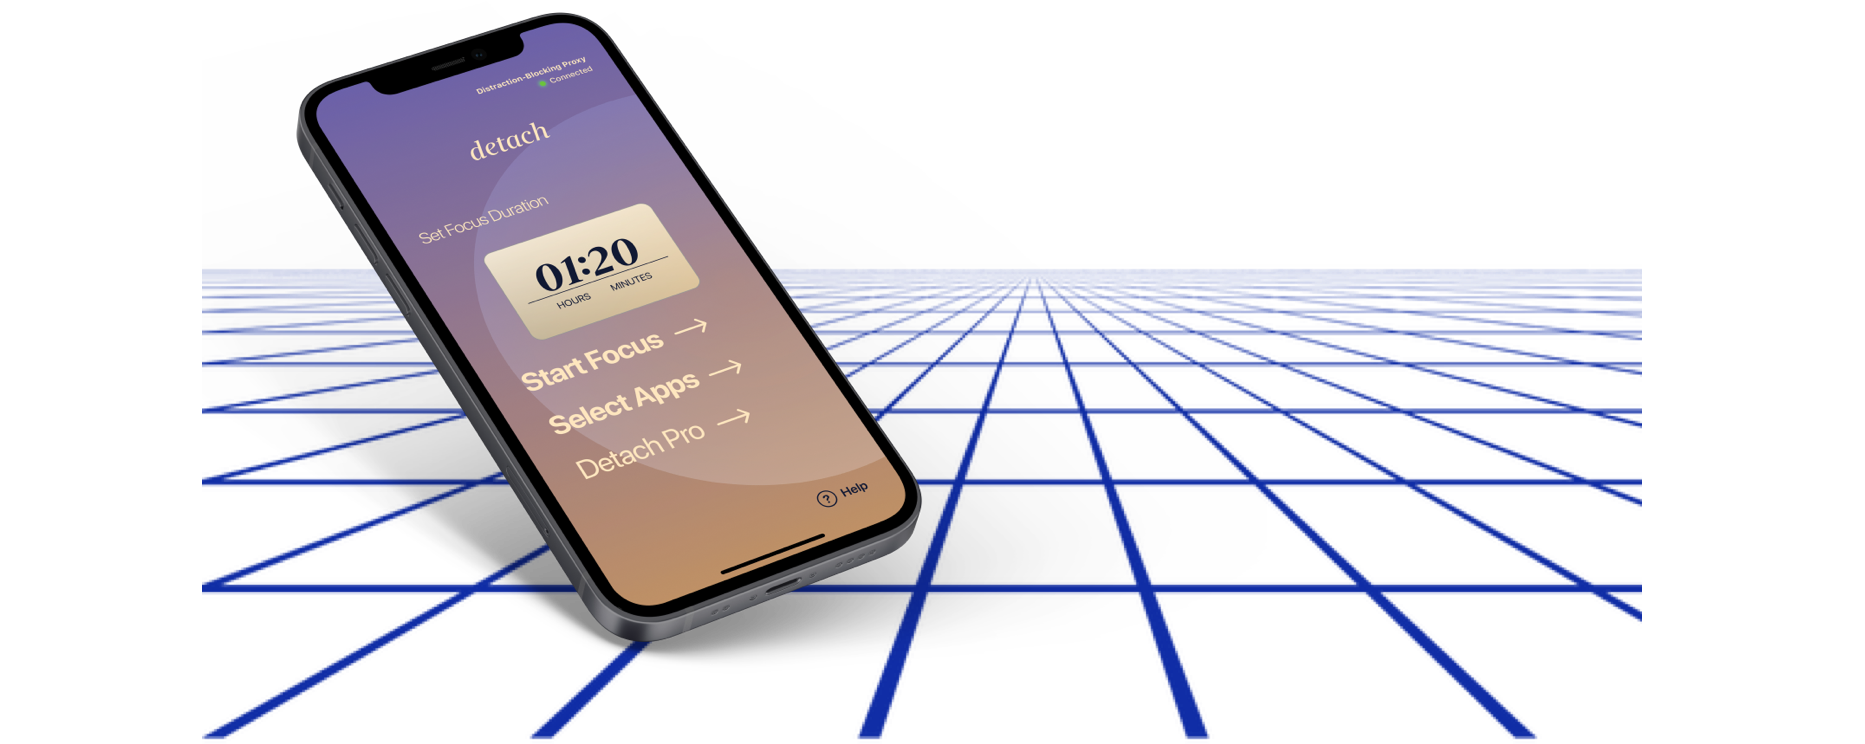 Distraction-Blocking Proxy
Connected
detach
Set Focus Duration
01:20
HOURS MINUTES
Start Focus →
Select Apps →
Detach Pro →
? Help